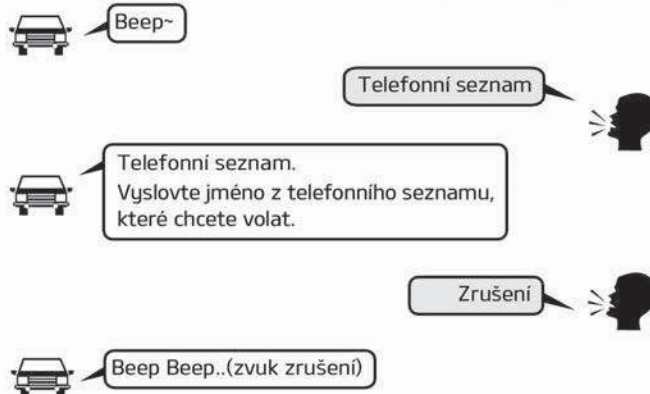 Beep~
Telefonní seznam
Telefonní seznam.
Vyslovte jméno z telefonního seznamu,
které chcete volat.
Zrušení
Beep Beep..(zvuk zrušení)